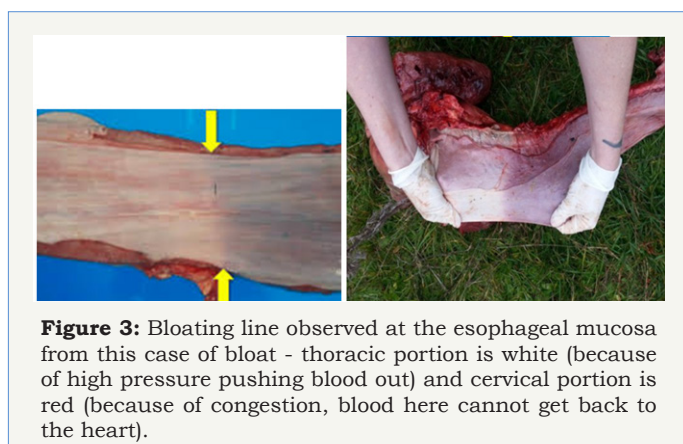 Figure 3: Bloating line observed at the esophageal mucosa
from this case of bloat - thoracic portion is white (because
of high pressure pushing blood out) and cervical portion is
red (because of congestion, blood here cannot get back to
the heart).